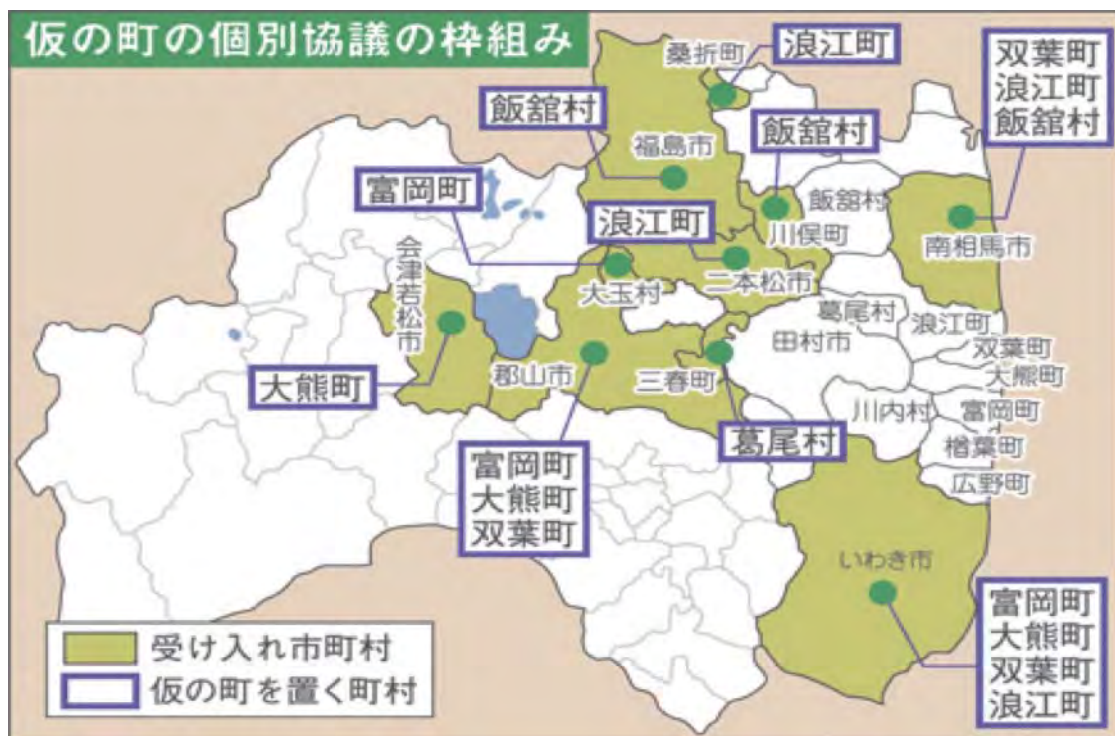 仮の町の個別協議の枠組み
桑折町
浪江町
双葉町
浪江町
飯舘村
飯舘村
福島市
飯舘村
飯舘村
川俣町
南相馬市
富岡町
浪江町
会津若松市
大玉村
二本松市
葛尾村
浪江町
田村市
双葉町
大熊町
大熊町
郡山市
三春町
川内村
富岡町
葛尾村
楢葉町
広野町
富岡町
大熊町
双葉町
いわき市
富岡町
大熊町
双葉町
浪江町
受け入れ市町村
仮の町を置く町村